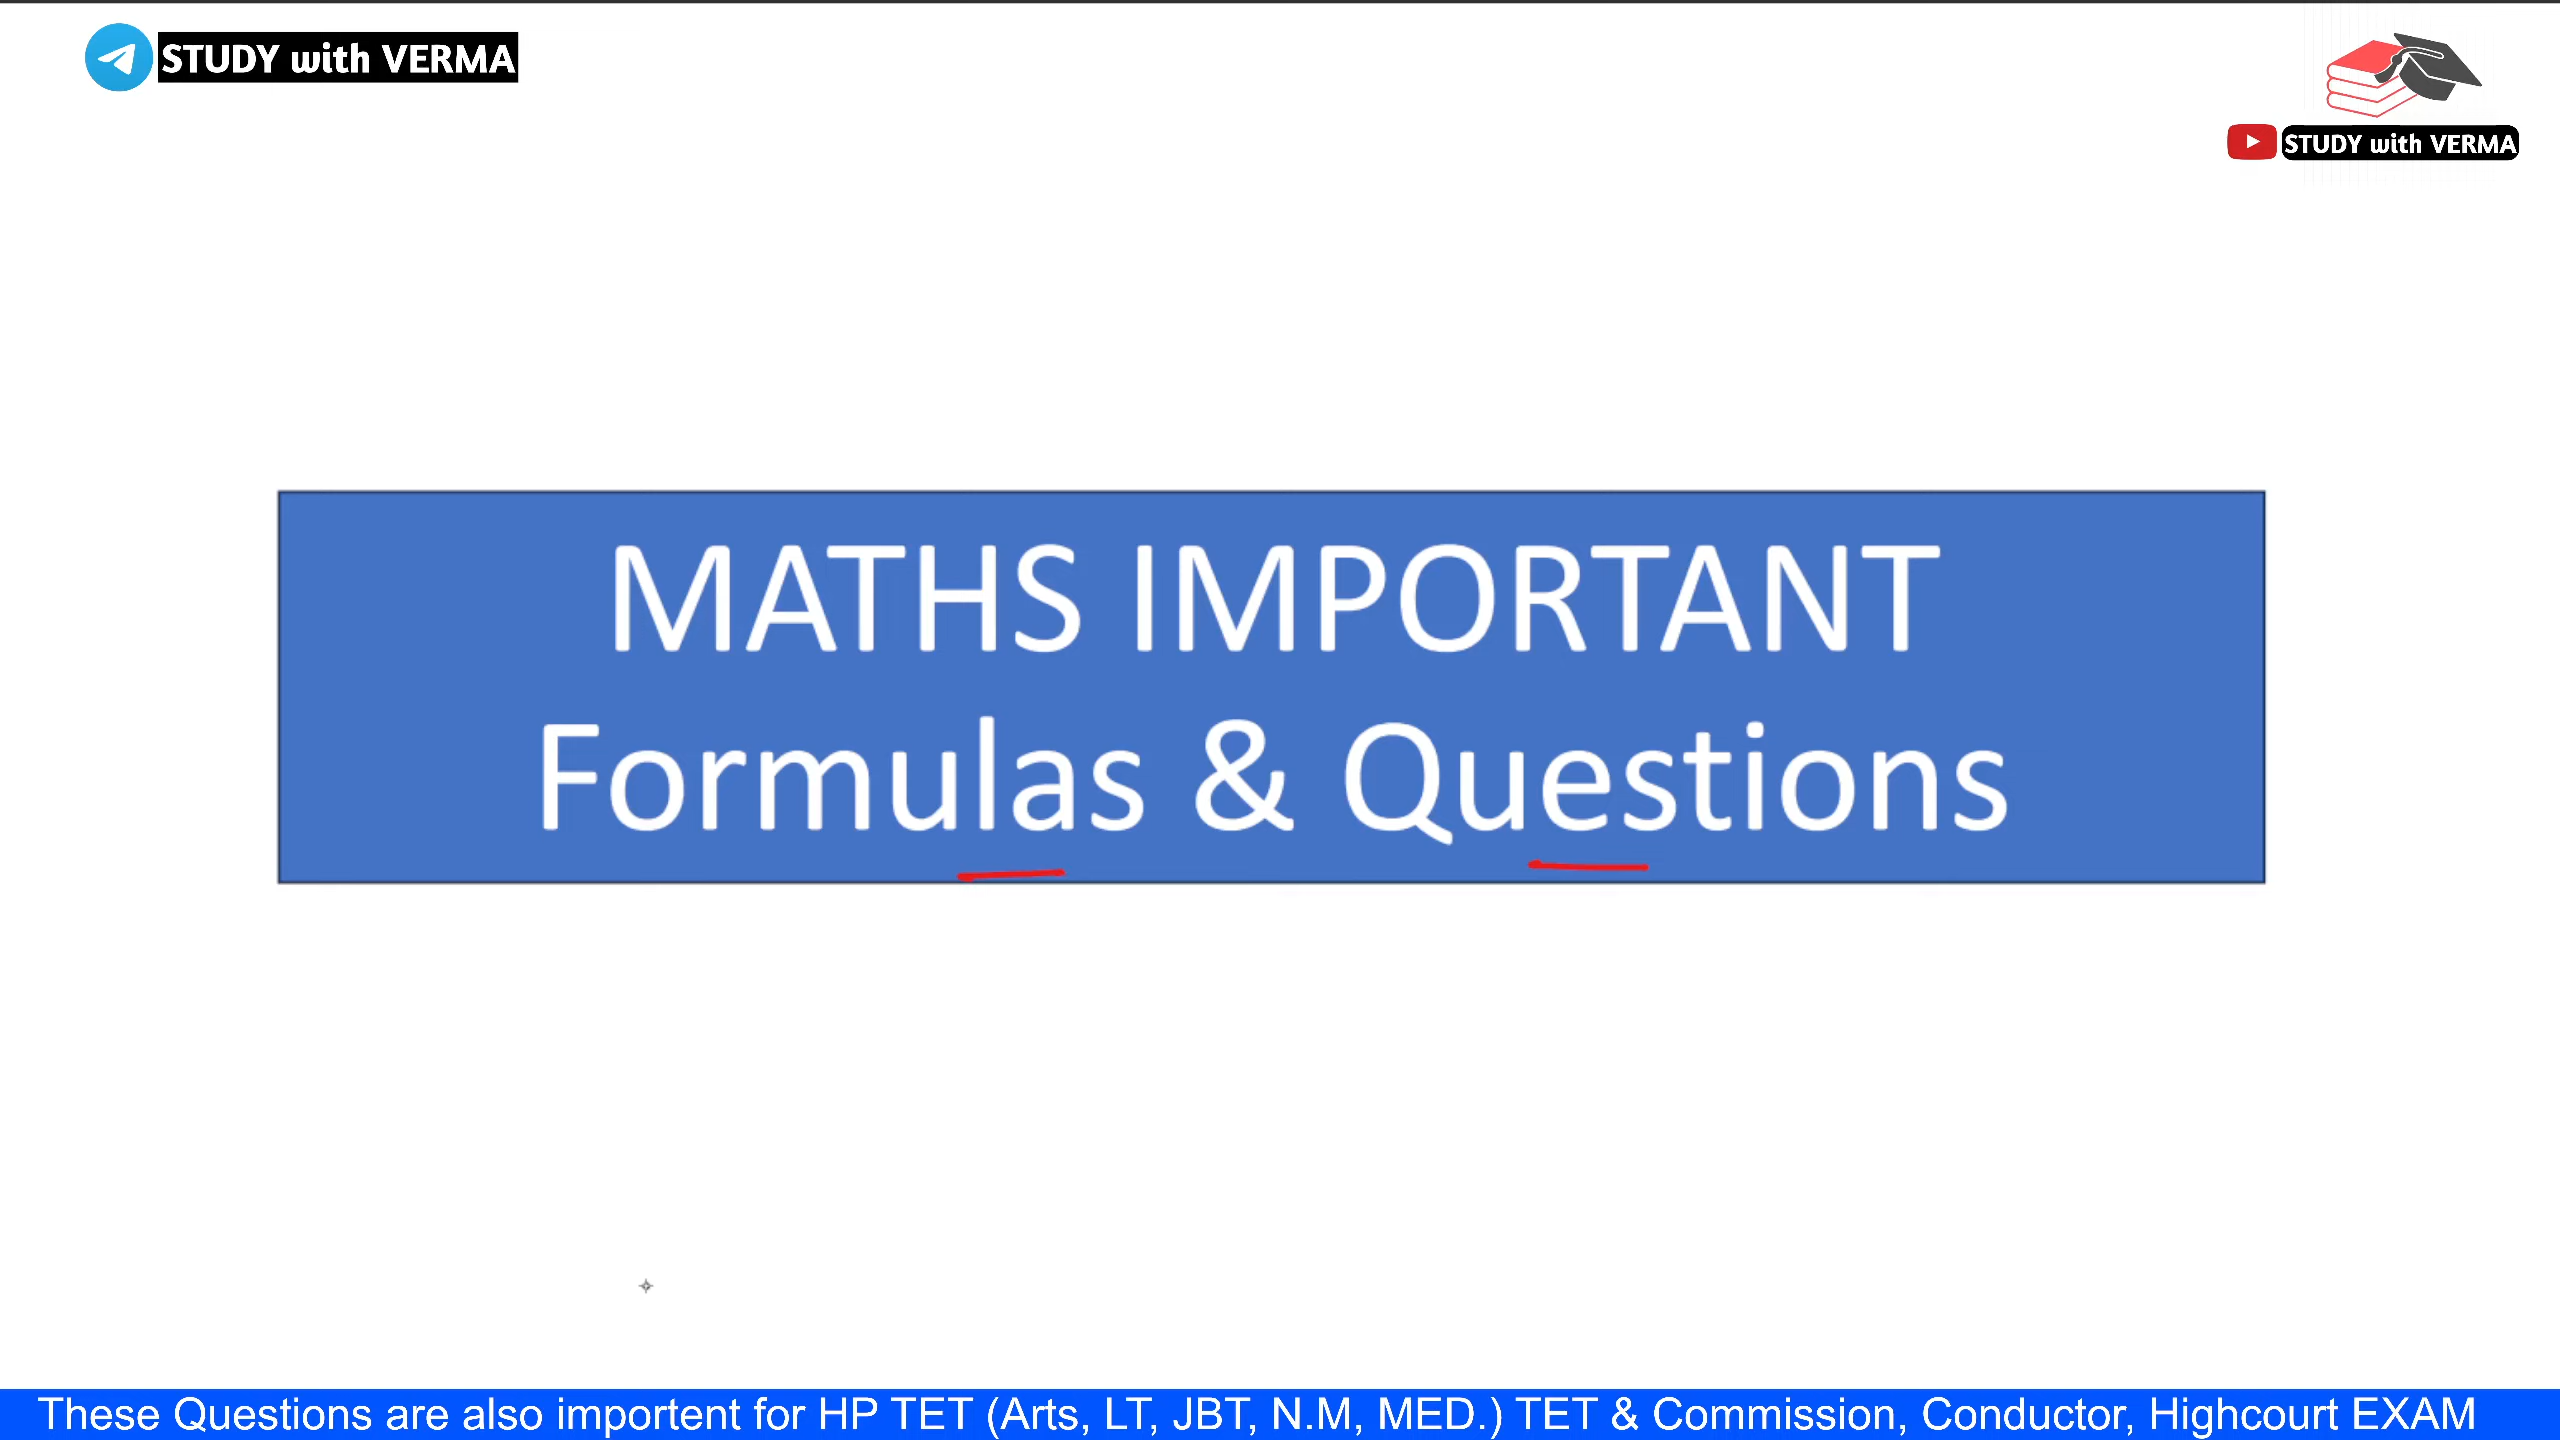 STUDY with VERMA
STUDY with VERMA
MATHS IMPORTANT
Formulas & Questions
These Questions are also importent for HP TET (Arts, LT, JBT, N.M, MED.) TET & Commission, Conductor, Highcourt EXAM